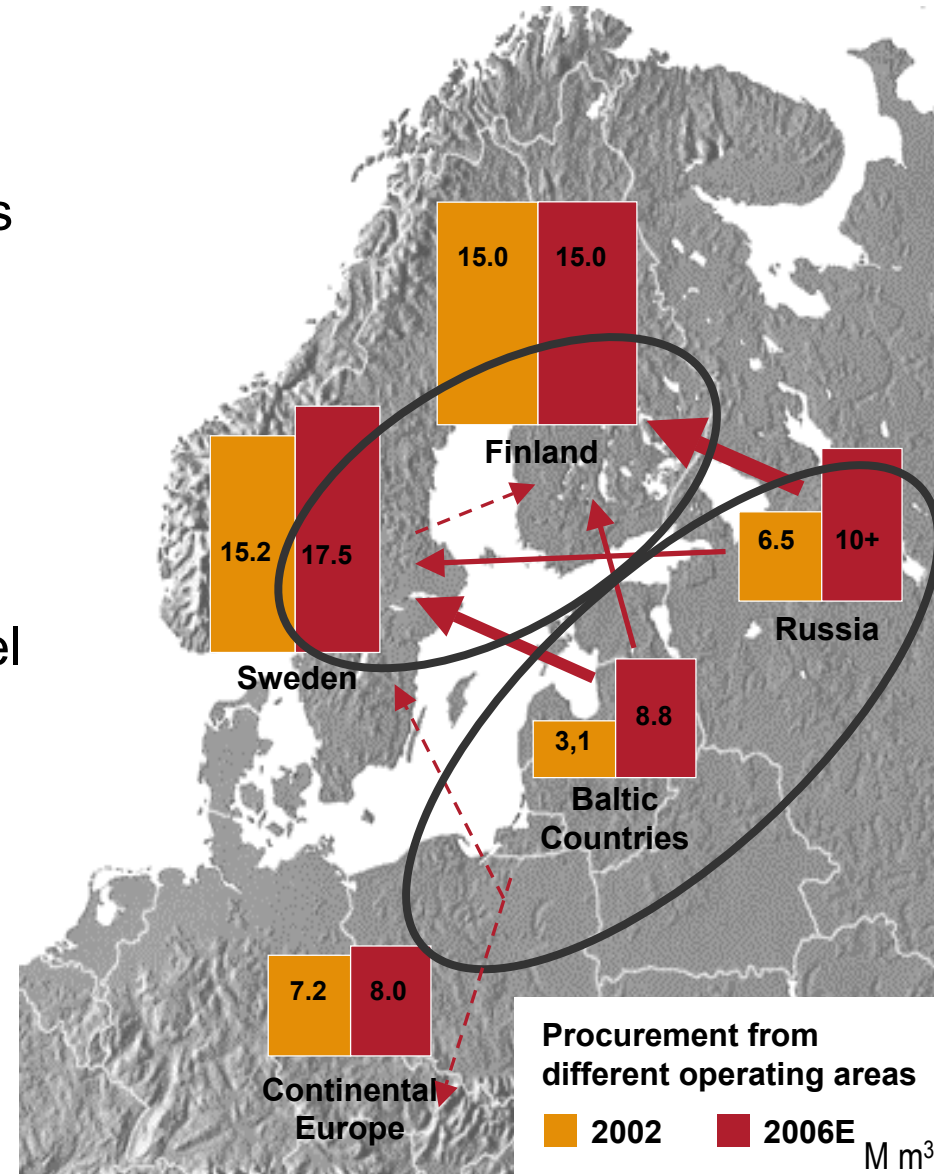 s
15.0 15.0
Finland
15.2 17.5
6.5 10+
Russia
el
Sweden
8.8
3,1
Baltic
Countries
7.2 8.0
Continental
Europe
Procurement from
different operating areas
2002 2006E
M m³